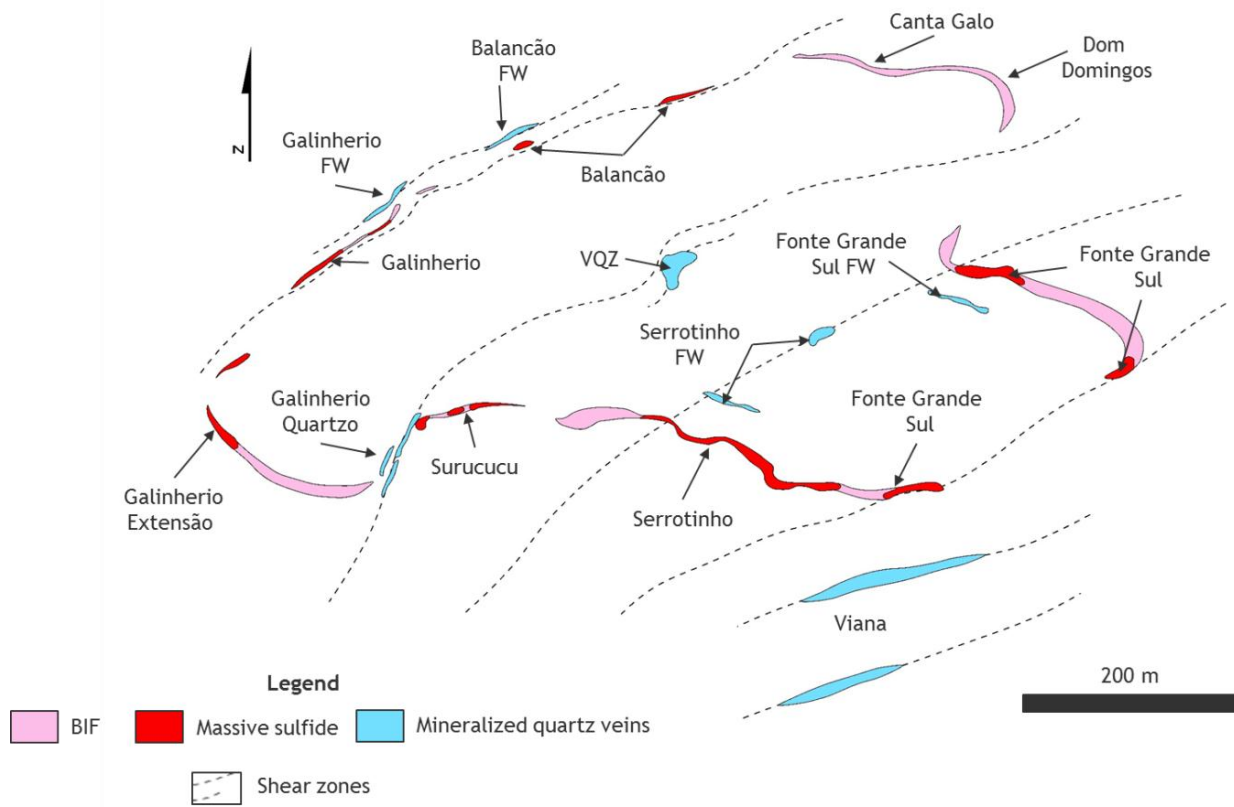 Canta Galo
Dom
Domingos
Balancão
FW
Galinherio
FW
Balancão
N
Galinherio
VQZ
Fonte Grande
Sul FW
Fonte Grande
Sul
Serrotinho
FW
Galinherio
Quartzo
Surucucu
Fonte Grande
Sul
Galinherio
Extensão
Serrotinho
Viana
Legend
200 m
BIF
Massive sulfide
Mineralized quartz veins
Shear zones